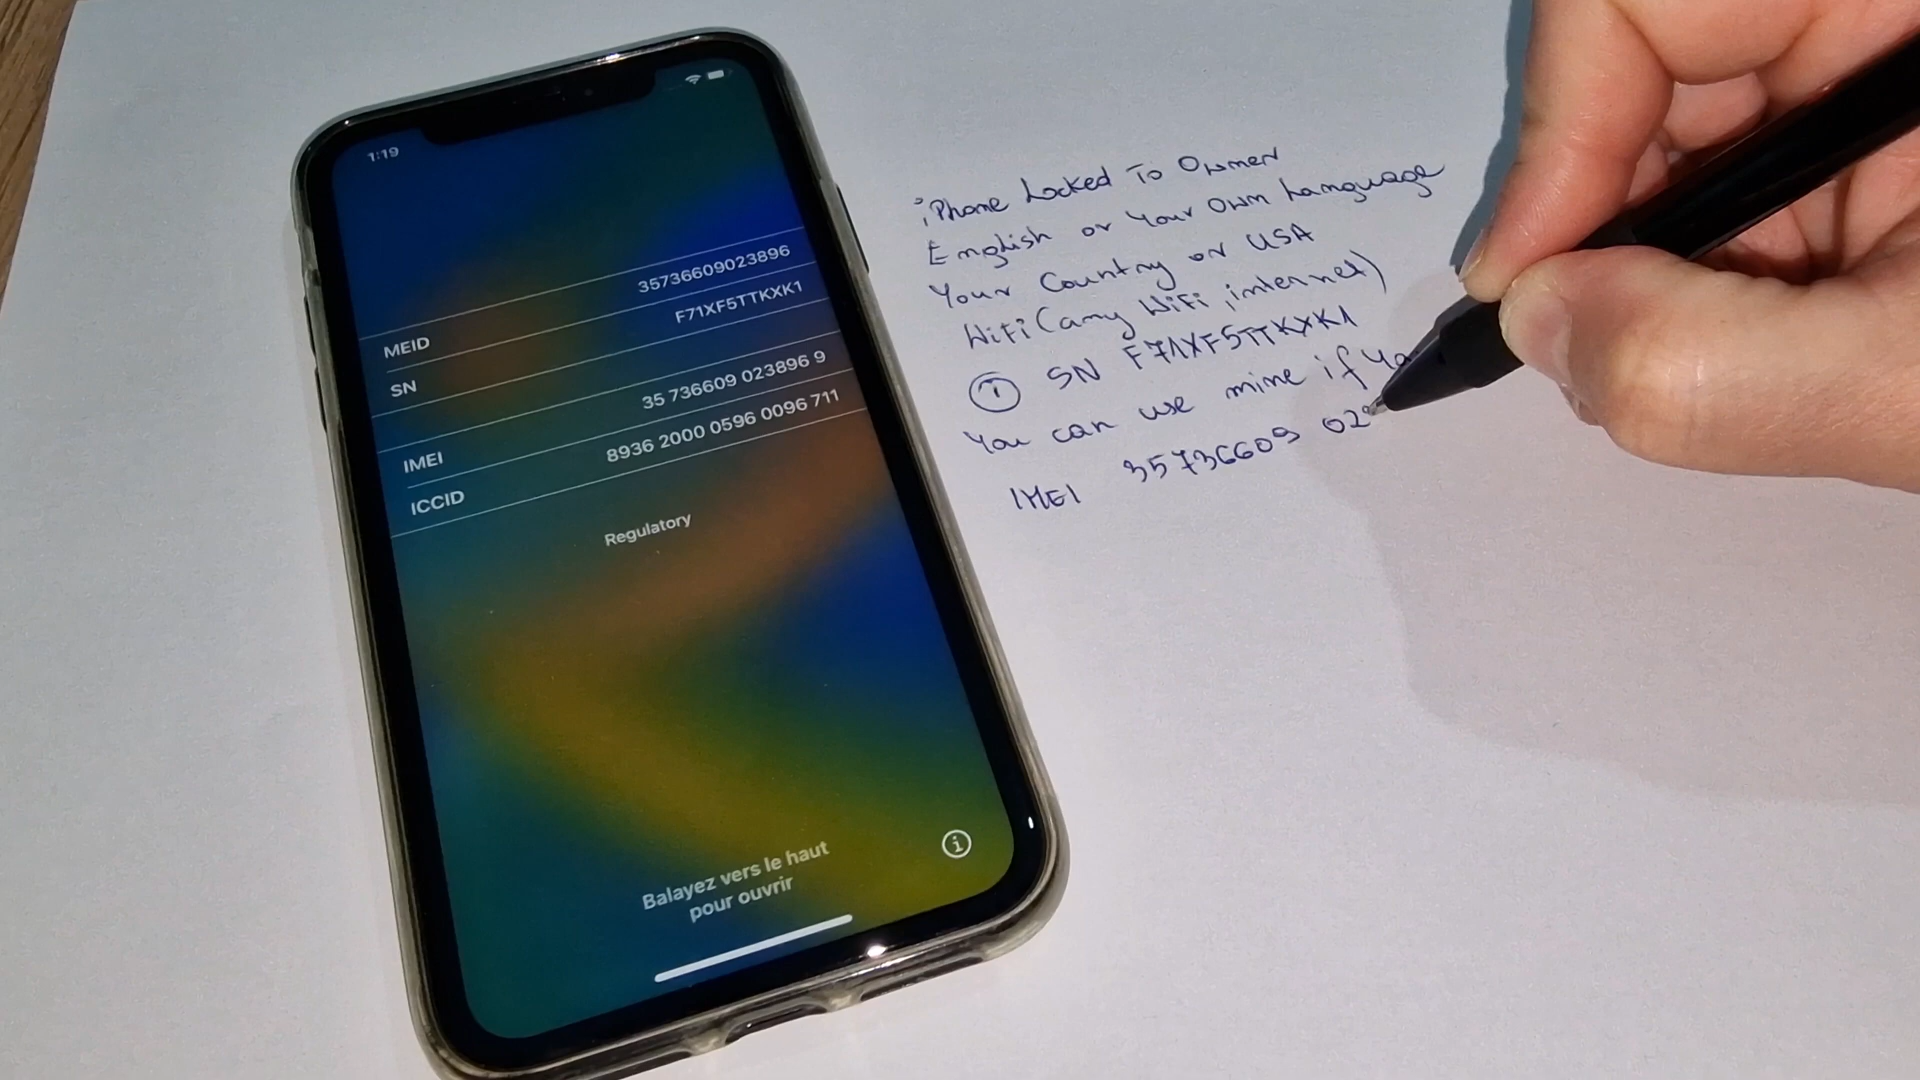 1:19
MEID 35736609023896
SN F71XF5TTKXK1
IMEI 35 736609 023896 9
ICCID 8936 2000 0596 0096 711
Regulatory
Balayez vers le haut
pour ouvrir
iPhone Locked To Owner
English or Your Own Language
Your Country or USA
WiFi (any WiFi, internet)
① SN F71XF5TTKXK1
You can use mine if
IMEI 35736609 02